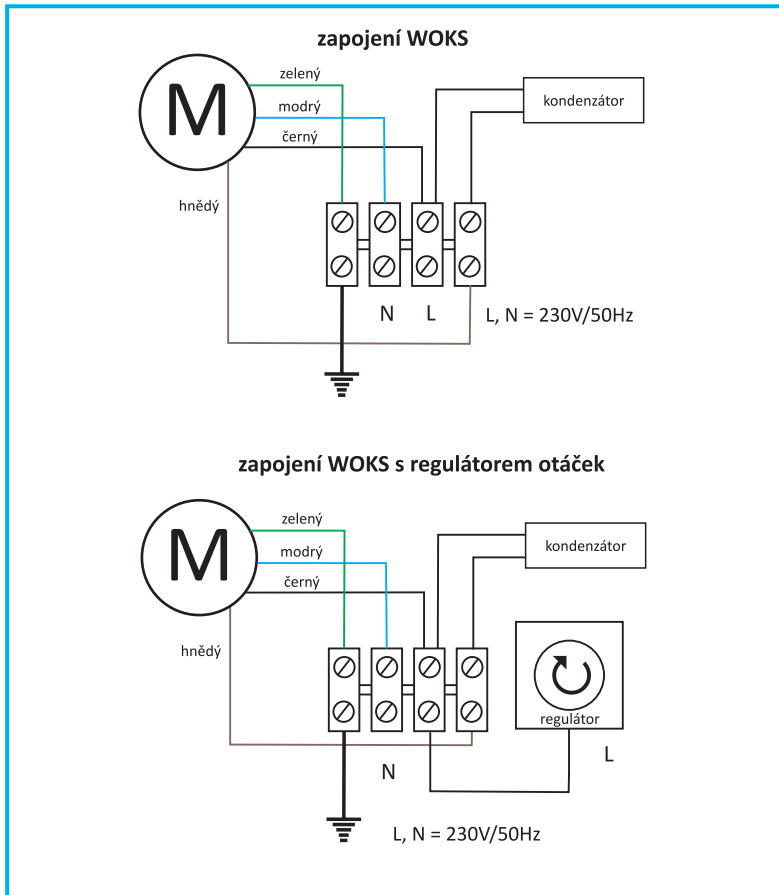 zapojení WOKS
zelený
modrý
černý
hnědý
M
kondenzátor
N
L
L, N = 230V/50Hz
zapojení WOKS s regulátorem otáček
zelený
modrý
černý
hnědý
M
kondenzátor
regulátor
N
L
L, N = 230V/50Hz